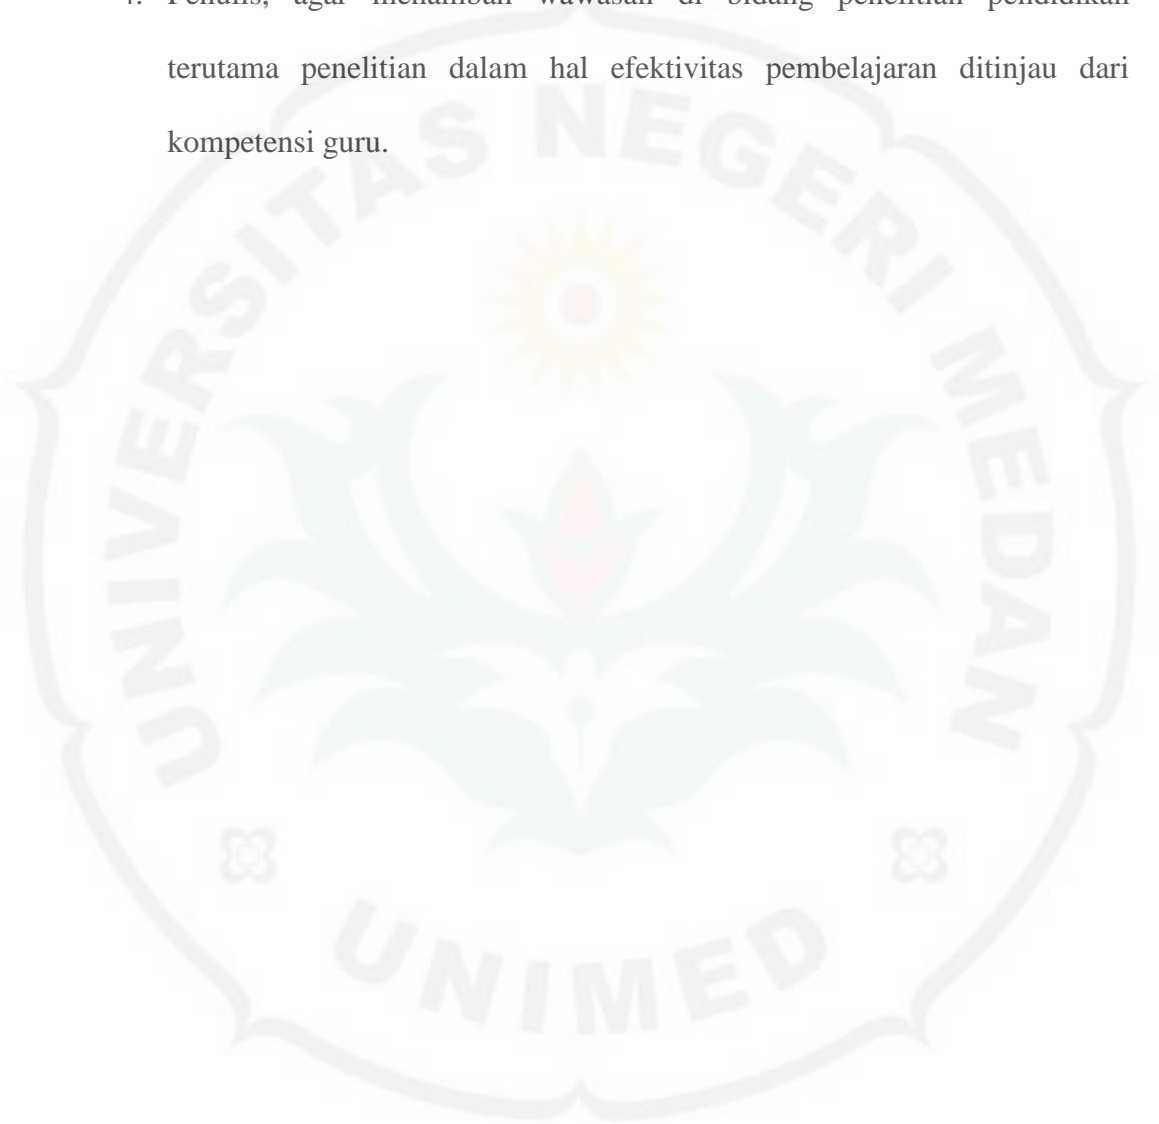 4. Penulis, agar menambah wawasan di bidang penelitian pendidikan
terutama penelitian dalam hal efektivitas pembelajaran ditinjau dari
kompetensi guru.
UNIVERSITAS NEGERI MEDAN
UNIMED